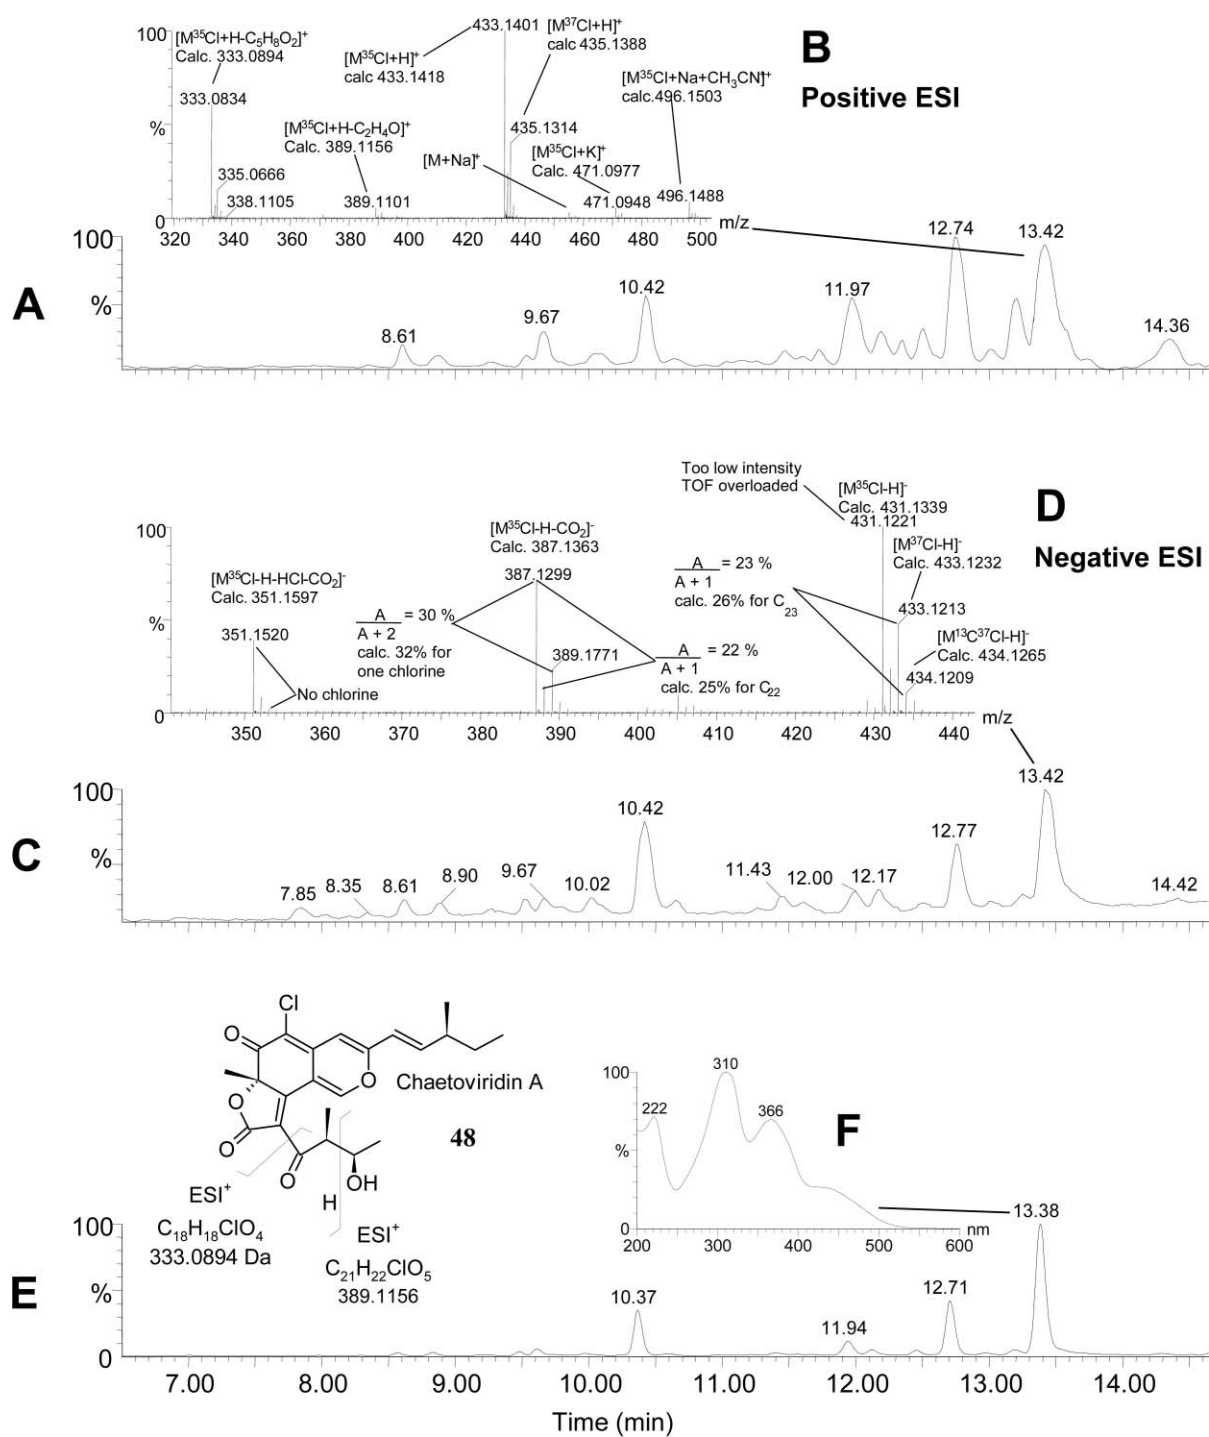 B
Positive ESI
[M³⁵Cl+H-C₅H₈O₂]⁺
Calc. 333.0894
333.0834
335.0666
338.1105
[M³⁵Cl+H-C₂H₄O]⁺
Calc. 389.1156
389.1101
[M³⁵Cl+H]⁺
calc 433.1418
433.1401
[M³⁷Cl+H]⁺
calc 435.1388
435.1314
[M+Na]⁺
[M³⁵Cl+K]⁺
Calc. 471.0977
471.0948
[M³⁵Cl+Na+CH₃CN]⁺
calc.496.1503
496.1488
100
%
0
320 340 360 380 400 420 440 460 480 500
m/z
A
100
%
0
8.61
9.67
10.42
11.97
12.74
13.42
14.36
D
Negative ESI
Too low intensity
TOF overloaded
[M³⁵Cl-H]⁻
Calc. 431.1339
431.1221
[M³⁷Cl-H]⁻
Calc. 433.1232
433.1213
[M¹³C³⁷Cl-H]⁻
Calc. 434.1265
434.1209
A
A + 1
= 23 %
calc. 26% for C₂₃
[M³⁵Cl-H-CO₂]⁻
Calc. 387.1363
387.1299
389.1771
A
A + 1
= 22 %
calc. 25% for C₂₂
A
A + 2
= 30 %
calc. 32% for
one chlorine
[M³⁵Cl-H-HCl-CO₂]⁻
Calc. 351.1597
351.1520
No chlorine
100
%
0
350 360 370 380 390 400 410 420 430 440
m/z
C
100
%
0
7.85
8.35
8.61
8.90
9.67
10.02
10.42
11.43
12.00
12.17
12.77
13.42
14.42
Cl
O
O
O
O
O
OH
H
Chaetoviridin A
48
ESI⁺
C₁₈H₁₈ClO₄
333.0894 Da
ESI⁺
C₂₁H₂₂ClO₅
389.1156
F
100
%
0
222
310
366
200 300 400 500 600
nm
E
100
%
0
10.37
11.94
12.71
13.38
7.00 8.00 9.00 10.00 11.00 12.00 13.00 14.00
Time (min)